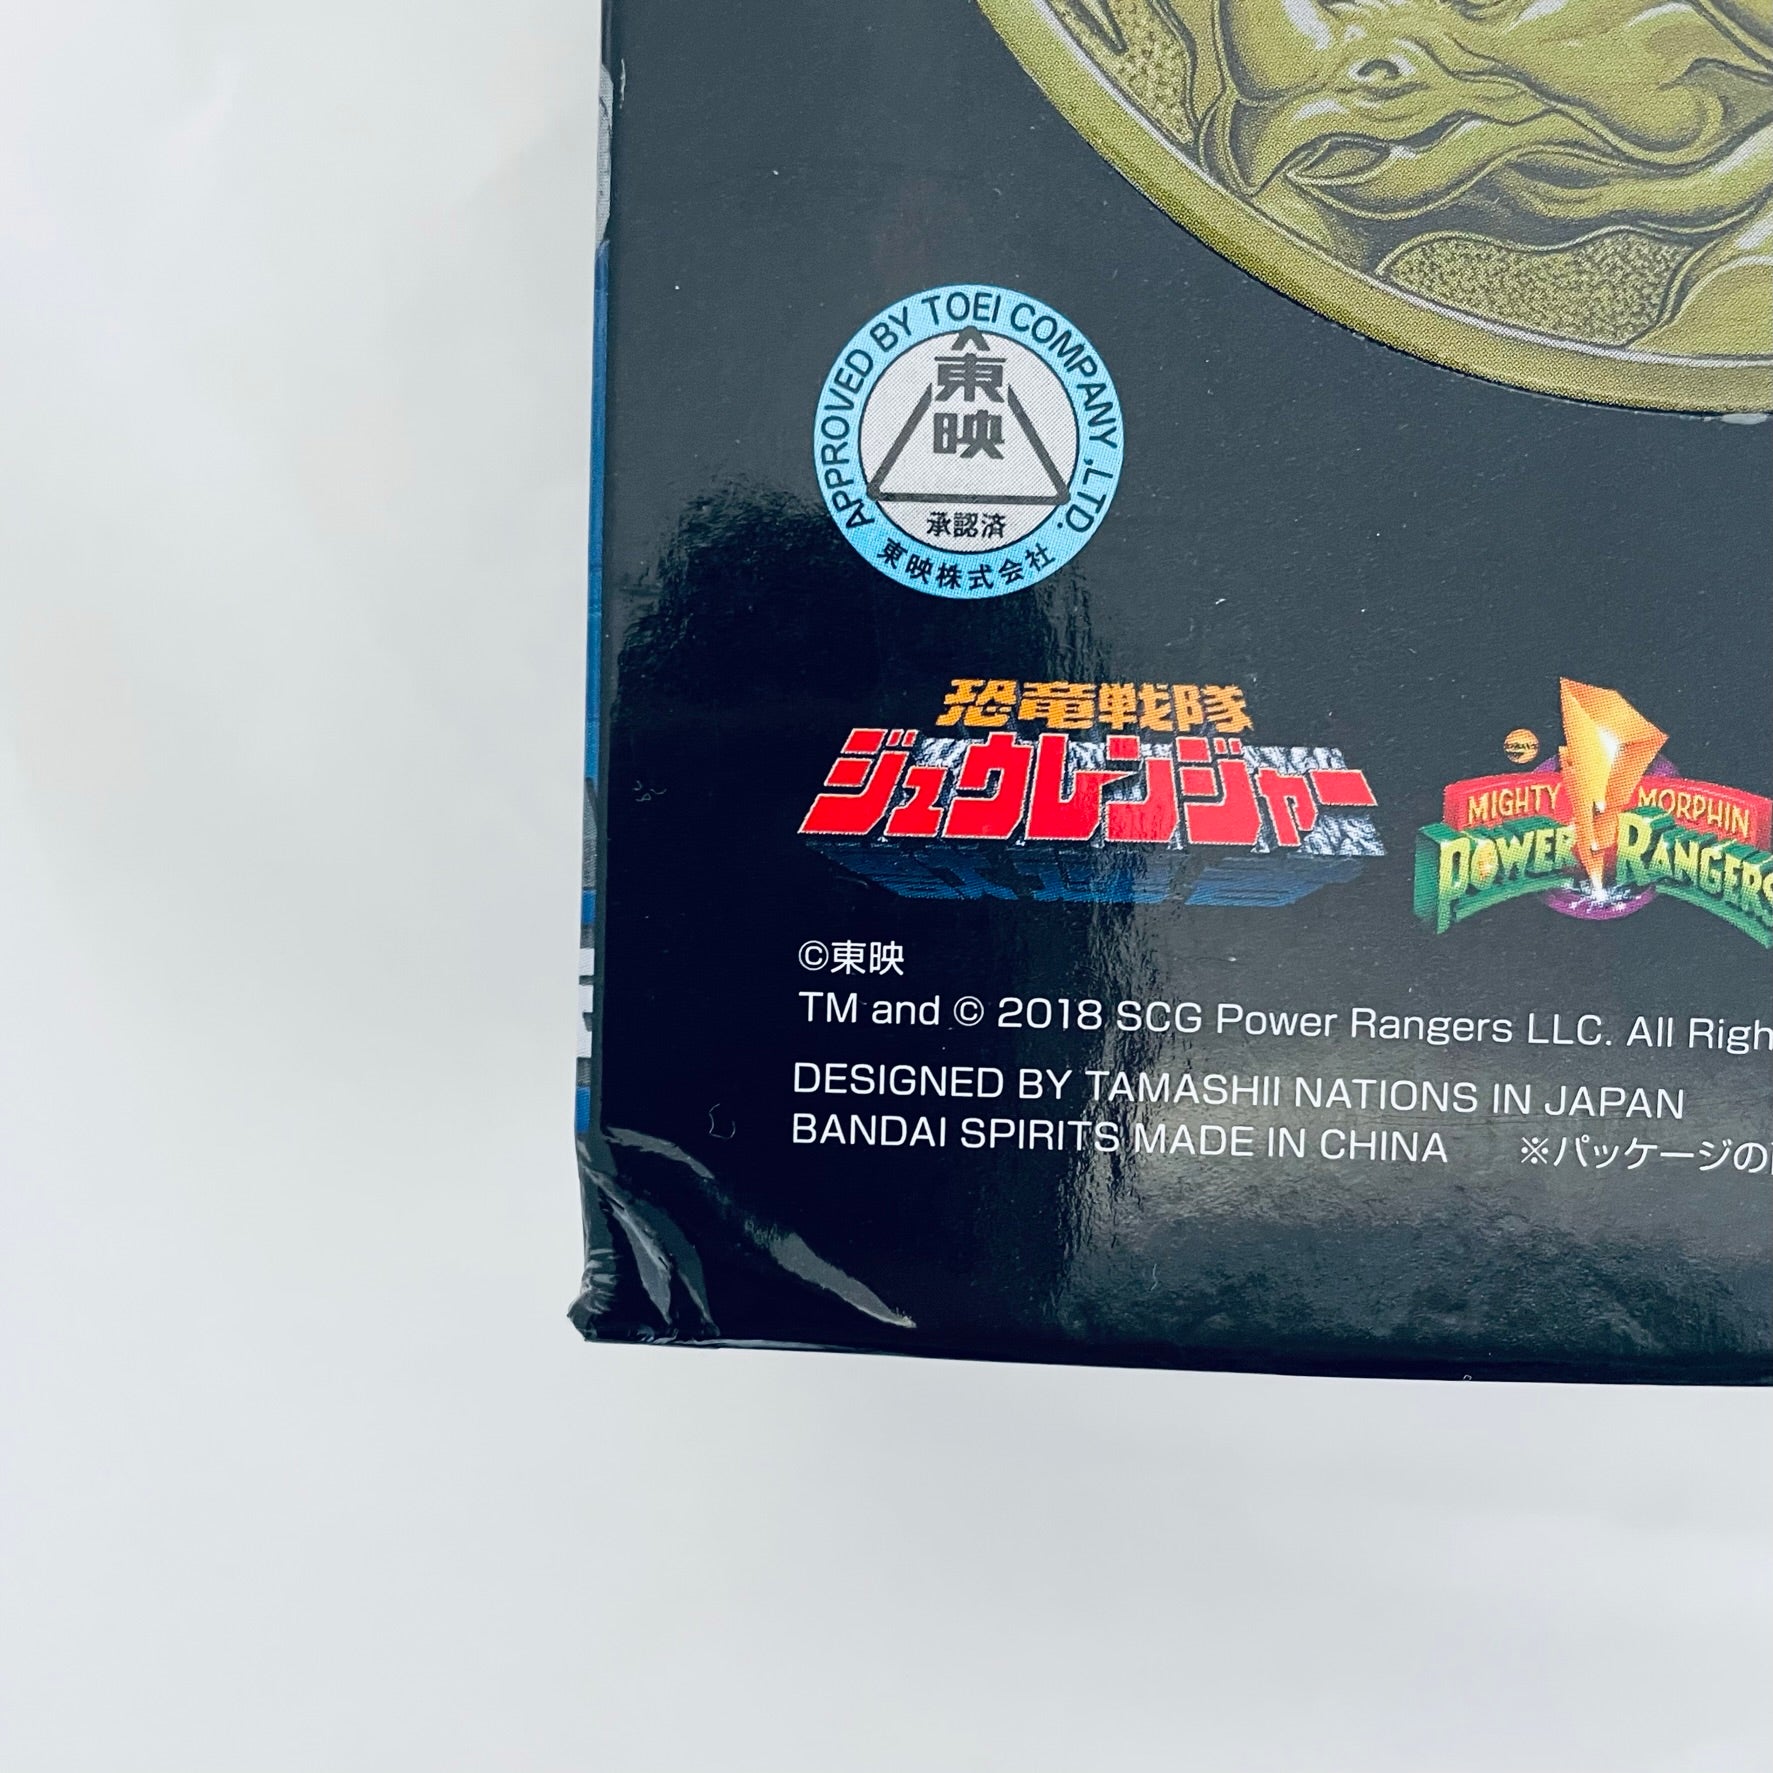 APPROVED BY TOEI COMPANY ,LTD.
東映
承認済
東映株式会社
恐竜戦隊
ジュウレンジャー
MIGHTY MORPHIN
POWER RANGERS
©東映
TM and © 2018 SCG Power Rangers LLC. All Righ
DESIGNED BY TAMASHII NATIONS IN JAPAN
BANDAI SPIRITS MADE IN CHINA ※パッケージの